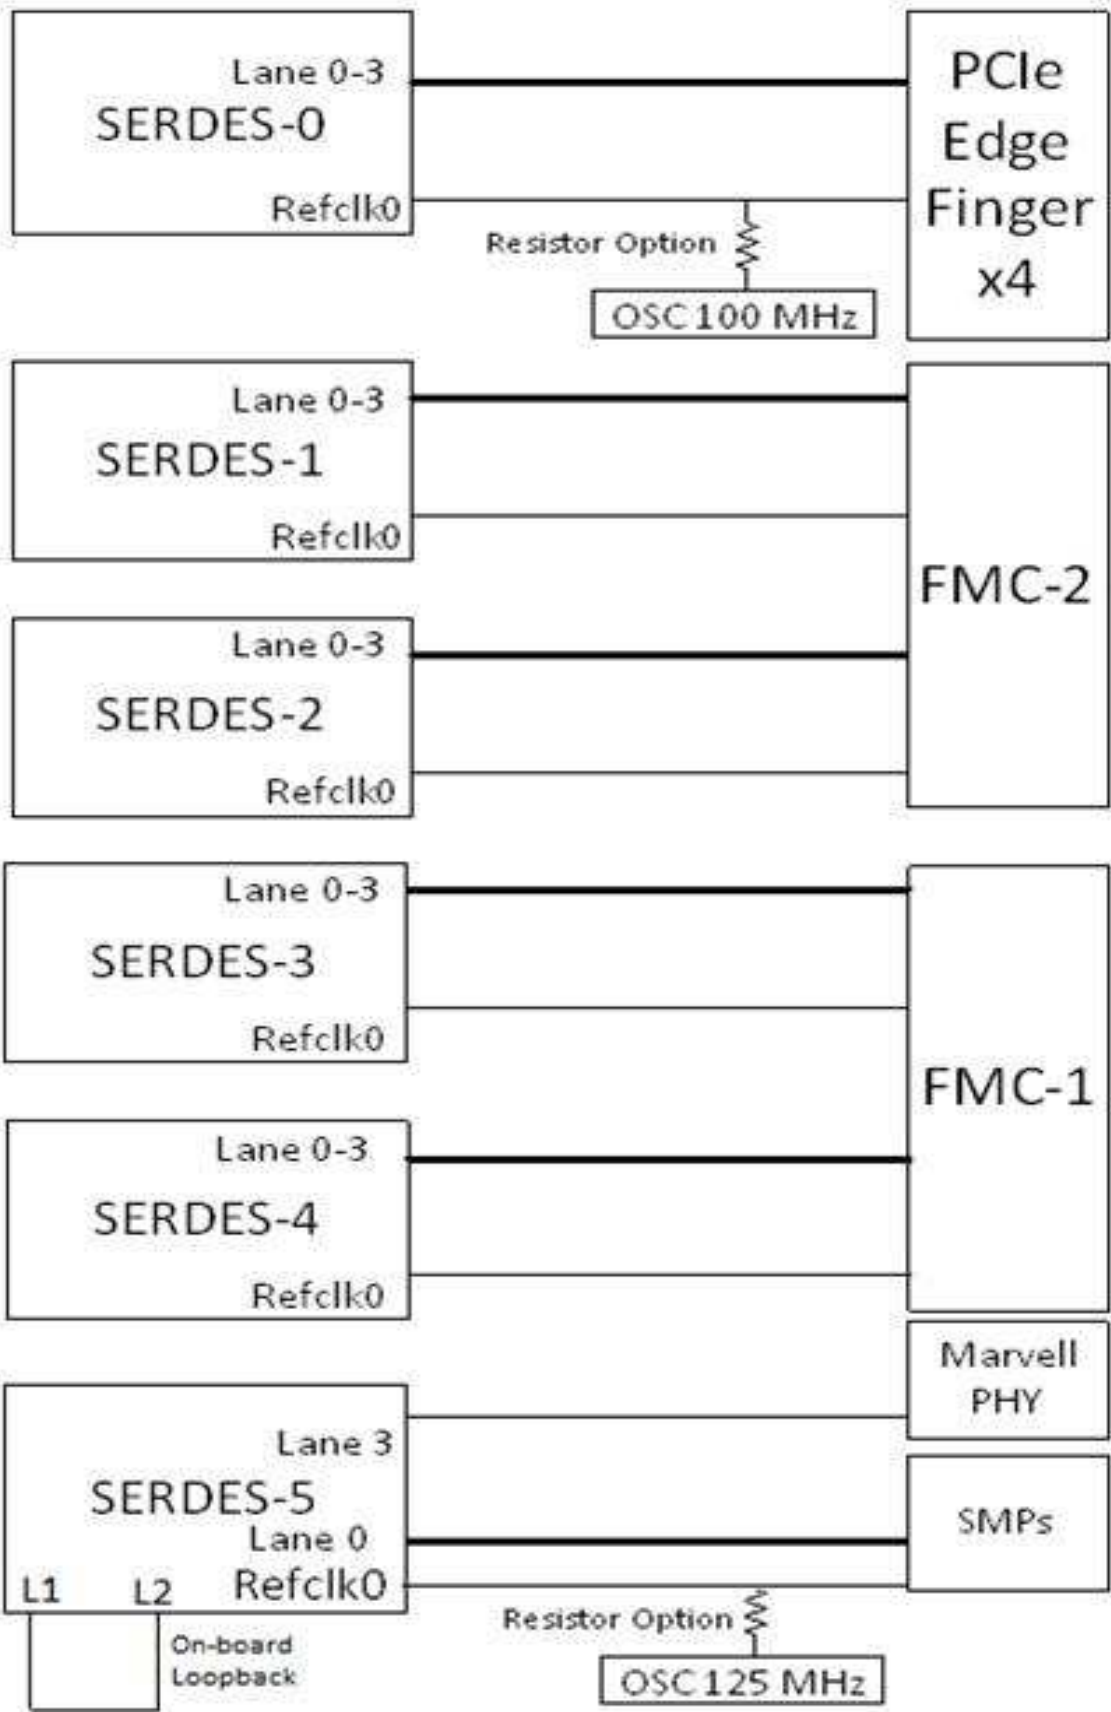 Lane 0-3
SERDES-0
Refclk0
Resistor Option
OSC 100 MHz
PCIe
Edge
Finger
x4
Lane 0-3
SERDES-1
Refclk0
Lane 0-3
SERDES-2
Refclk0
FMC-2
Lane 0-3
SERDES-3
Refclk0
Lane 0-3
SERDES-4
Refclk0
FMC-1
Marvell
PHY
Lane 3
SERDES-5
Lane 0
Refclk0
L1
L2
On-board
Loopback
SMPs
Resistor Option
OSC 125 MHz